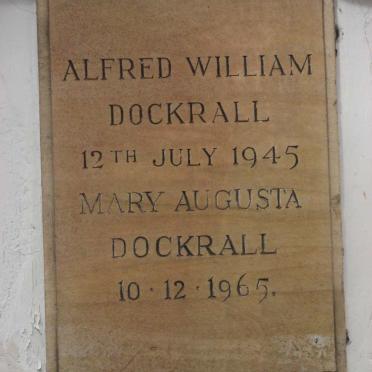 ALFRED WILLIAM
DOCKRALL
12TH JULY 1945
MARY AUGUSTA
DOCKRALL
10·12·1965.